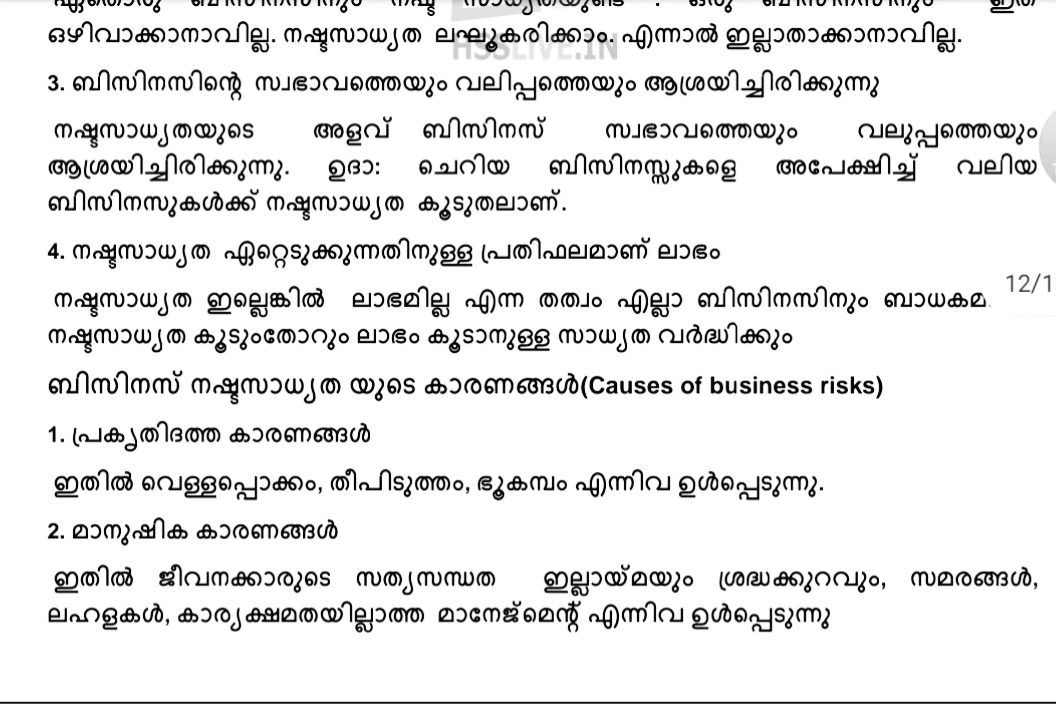 ഒഴിവാക്കാനാവില്ല. നഷ്ടസാധ്യത ലഘൂകരിക്കാം. എന്നാൽ ഇല്ലാതാക്കാനാവില്ല.
HSSLIVE.IN
3. ബിസിനസിന്റെ സ്വഭാവത്തെയും വലിപ്പത്തെയും ആശ്രയിച്ചിരിക്കുന്നു
നഷ്ടസാധ്യതയുടെ അളവ് ബിസിനസ് സ്വഭാവത്തെയും വലുപ്പത്തെയും
ആശ്രയിച്ചിരിക്കുന്നു. ഉദാ: ചെറിയ ബിസിനസ്സുകളെ അപേക്ഷിച്ച് വലിയ
ബിസിനസുകൾക്ക് നഷ്ടസാധ്യത കൂടുതലാണ്.
4. നഷ്ടസാധ്യത ഏറ്റെടുക്കുന്നതിനുള്ള പ്രതിഫലമാണ് ലാഭം
12/1
നഷ്ടസാധ്യത ഇല്ലെങ്കിൽ ലാഭമില്ല എന്ന തത്വം എല്ലാ ബിസിനസിനും ബാധകമ
നഷ്ടസാധ്യത കൂടുംതോറും ലാഭം കൂടാനുള്ള സാധ്യത വർദ്ധിക്കും
ബിസിനസ് നഷ്ടസാധ്യത യുടെ കാരണങ്ങൾ(Causes of business risks)
1. പ്രകൃതിദത്ത കാരണങ്ങൾ
ഇതിൽ വെള്ളപ്പൊക്കം, തീപിടുത്തം, ഭൂകമ്പം എന്നിവ ഉൾപ്പെടുന്നു.
2. മാനുഷിക കാരണങ്ങൾ
ഇതിൽ ജീവനക്കാരുടെ സത്യസന്ധത ഇല്ലായ്മയും ശ്രദ്ധക്കുറവും, സമരങ്ങൾ,
ലഹളകൾ, കാര്യക്ഷമതയില്ലാത്ത മാനേജ്മെന്റ് എന്നിവ ഉൾപ്പെടുന്നു